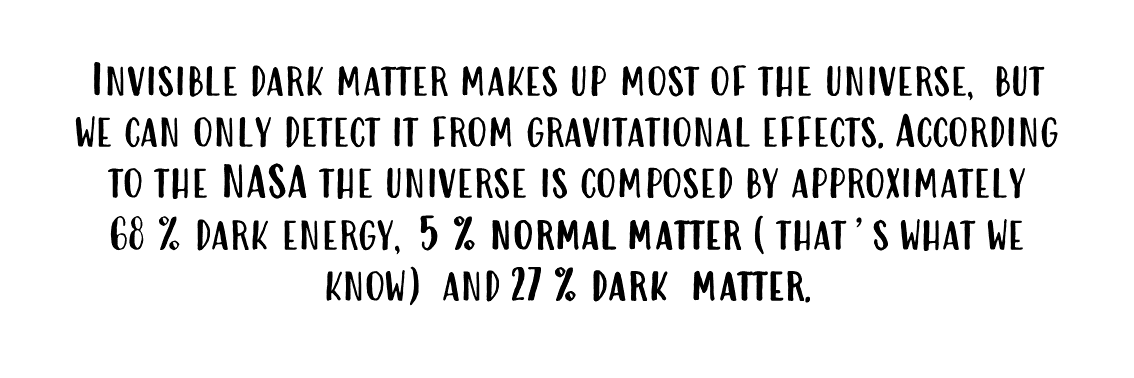 Invisible dark matter makes up most of the universe, but
we can only detect it from gravitational effects. According
to the NASA the universe is composed by approximately
68 % dark energy, 5 % normal matter ( that ' s what we
know) and 27 % dark matter.